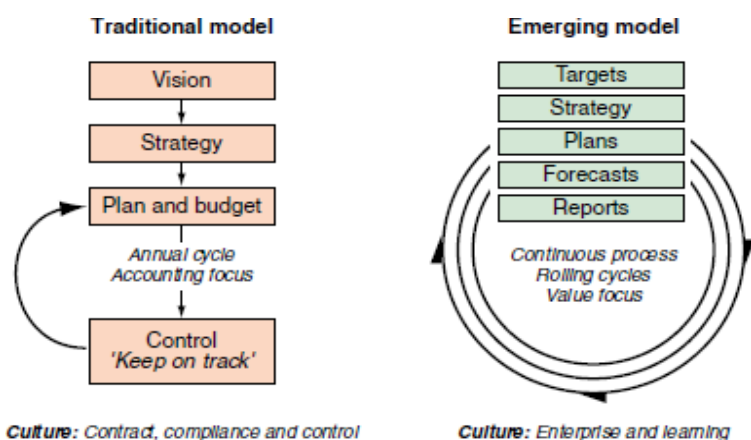 Traditional model
Vision
Strategy
Plan and budget
Annual cycle
Accounting focus
Control
'Keep on track'
Culture: Contract, compliance and control
Emerging model
Targets
Strategy
Plans
Forecasts
Reports
Continuous process
Rolling cycles
Value focus
Culture: Enterprise and learning